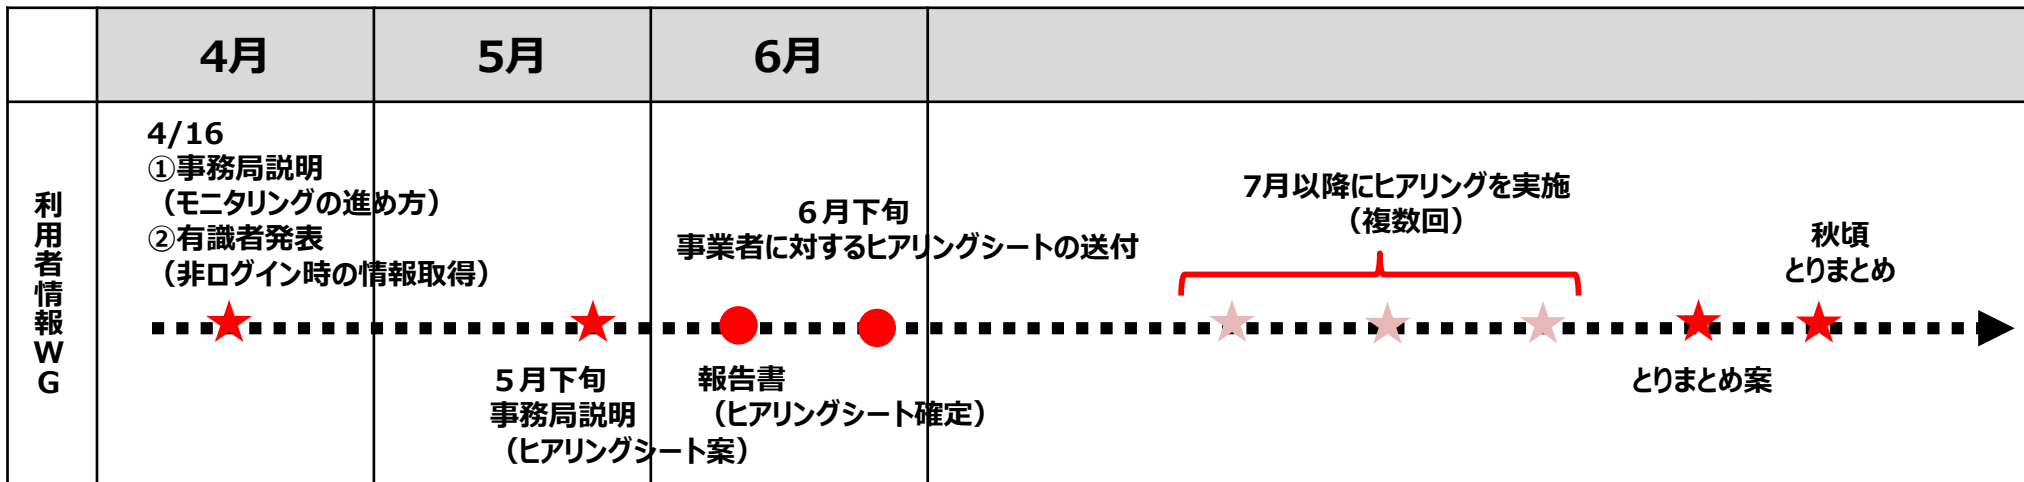 4月
5月
6月
利用者情報WG
4/16
①事務局説明
（モニタリングの進め方）
②有識者発表
（非ログイン時の情報取得）
５月下旬
事務局説明
（ヒアリングシート案）
報告書
（ヒアリングシート確定）
６月下旬
事業者に対するヒアリングシートの送付
7月以降にヒアリングを実施
（複数回）
とりまとめ案
秋頃
とりまとめ